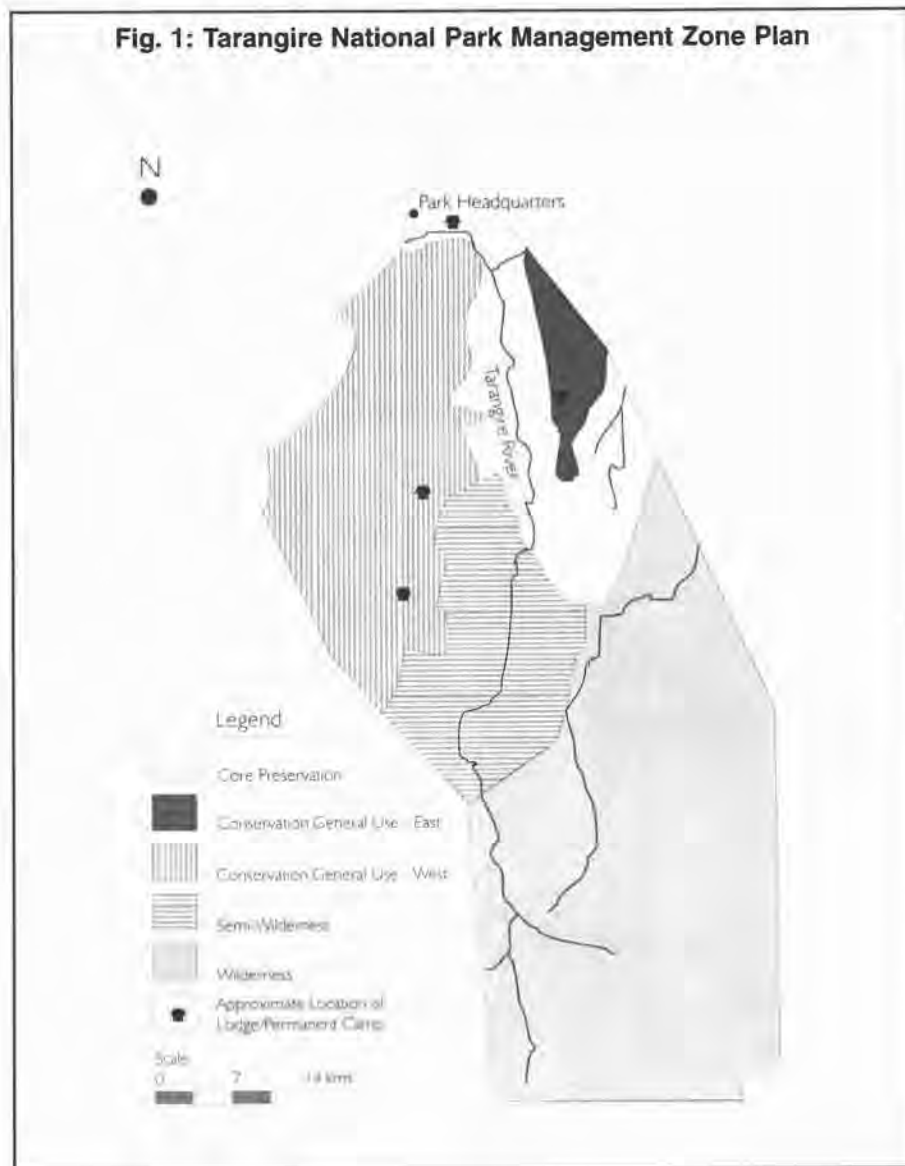 Fig. 1: Tarangire National Park Management Zone Plan
N
Park Headquarters
Tarangire River
Legend
Core Preservation
Conservation General Use East
Conservation General Use West
Semi-Wilderness
Wilderness
Approximate Location of
Lodge/Permanent Camp
Scale
0 7 14 kms